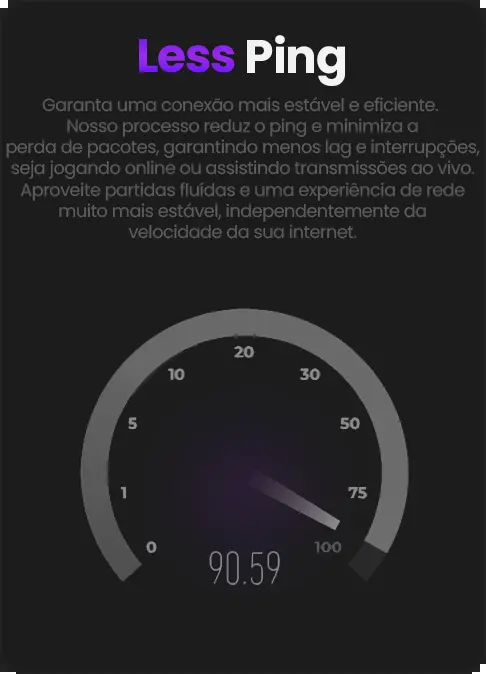 Less Ping
Garanta uma conexão mais estável e eficiente.
Nosso processo reduz o ping e minimiza a
perda de pacotes, garantindo menos lag e interrupções,
seja jogando online ou assistindo transmissões ao vivo.
Aproveite partidas fluídas e uma experiência de rede
muito mais estável, independentemente da
velocidade da sua internet.
20
10
30
5
50
1
75
0
100
90.59